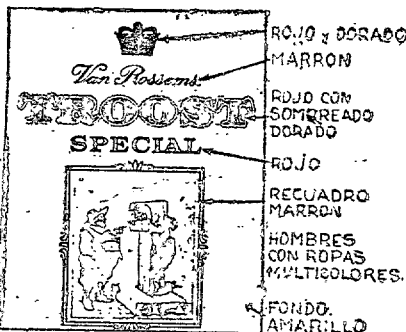 ROJO y DORADO
Van Rossems
MARRON
TROOST
ROJO CON
SOMBREADO
DORADO
SPECIAL
ROJO
RECUADRO
MARRON
HOMBRES
CON ROPAS
MULTICOLORES.
FONDO.
AMARILLO